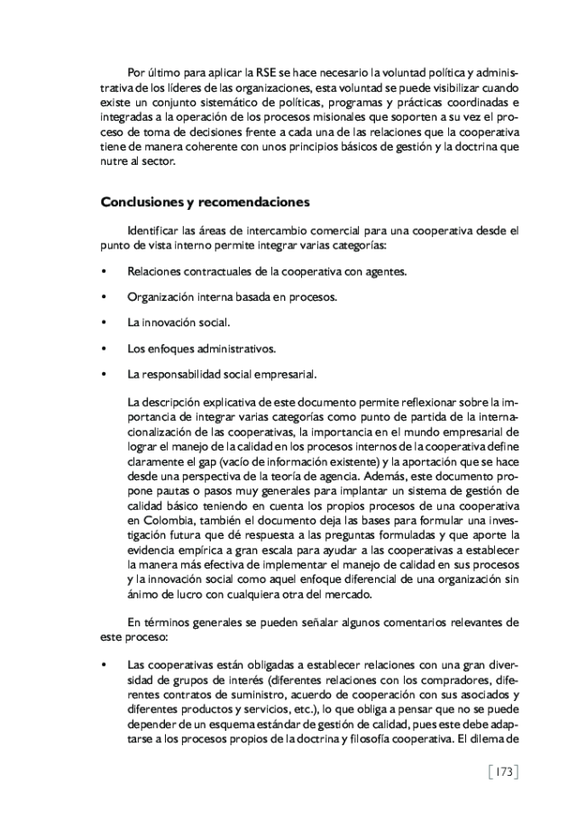 Por último para aplicar la RSE se hace necesario la voluntad política y adminis-
trativa de los líderes de las organizaciones, esta voluntad se puede visibilizar cuando
existe un conjunto sistemático de políticas, programas y prácticas coordinadas e
integradas a la operación de los procesos misionales que soporten a su vez el pro-
ceso de toma de decisiones frente a cada una de las relaciones que la cooperativa
tiene de manera coherente con unos principios básicos de gestión y la doctrina que
nutre al sector.
Conclusiones y recomendaciones
Identificar las áreas de intercambio comercial para una cooperativa desde el
punto de vista interno permite integrar varias categorías:
• Relaciones contractuales de la cooperativa con agentes.
• Organización interna basada en procesos.
• La innovación social.
• Los enfoques administrativos.
• La responsabilidad social empresarial.
La descripción explicativa de este documento permite reflexionar sobre la im-
portancia de integrar varias categorías como punto de partida de la interna-
cionalización de las cooperativas, la importancia en el mundo empresarial de
lograr el manejo de la calidad en los procesos internos de la cooperativa define
claramente el gap (vacío de información existente) y la aportación que se hace
desde una perspectiva de la teoría de agencia. Además, este documento pro-
pone pautas o pasos muy generales para implantar un sistema de gestión de
calidad básico teniendo en cuenta los propios procesos de una cooperativa
en Colombia, también el documento deja las bases para formular una inves-
tigación futura que dé respuesta a las preguntas formuladas y que aporte la
evidencia empírica a gran escala para ayudar a las cooperativas a establecer
la manera más efectiva de implementar el manejo de calidad en sus procesos
y la innovación social como aquel enfoque diferencial de una organización sin
ánimo de lucro con cualquiera otra del mercado.
En términos generales se pueden señalar algunos comentarios relevantes de
este proceso:
• Las cooperativas están obligadas a establecer relaciones con una gran diver-
sidad de grupos de interés (diferentes relaciones con los compradores, dife-
rentes contratos de suministro, acuerdo de cooperación con sus asociados y
diferentes productos y servicios, etc.), lo que obliga a pensar que no se puede
depender de un esquema estándar de gestión de calidad, pues este debe adap-
tarse a los procesos propios de la doctrina y filosofía cooperativa. El dilema de
[173]